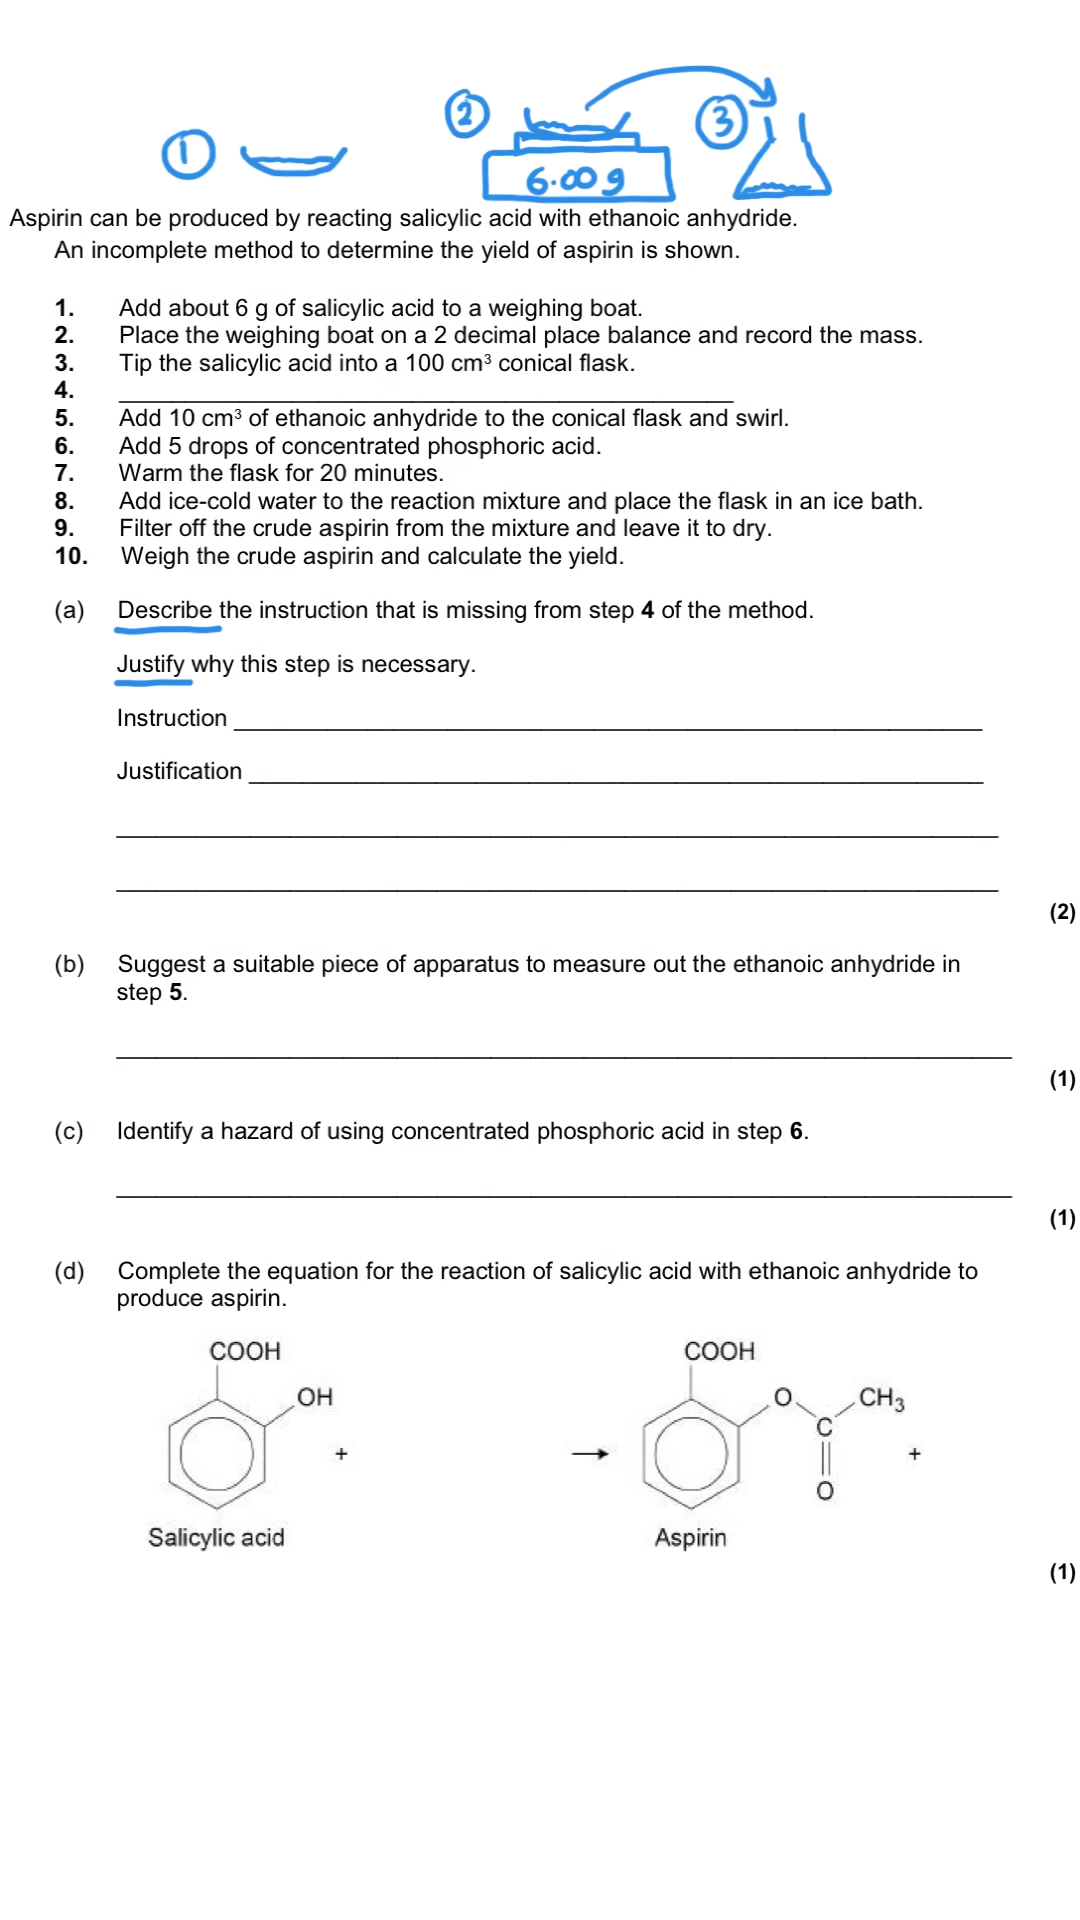 ① ② ③
6.00 g
Aspirin can be produced by reacting salicylic acid with ethanoic anhydride.
An incomplete method to determine the yield of aspirin is shown.
1. Add about 6 g of salicylic acid to a weighing boat.
2. Place the weighing boat on a 2 decimal place balance and record the mass.
3. Tip the salicylic acid into a 100 cm³ conical flask.
4. ______
5. Add 10 cm³ of ethanoic anhydride to the conical flask and swirl.
6. Add 5 drops of concentrated phosphoric acid.
7. Warm the flask for 20 minutes.
8. Add ice-cold water to the reaction mixture and place the flask in an ice bath.
9. Filter off the crude aspirin from the mixture and leave it to dry.
10. Weigh the crude aspirin and calculate the yield.
(a) Describe the instruction that is missing from step 4 of the method.
Justify why this step is necessary.
Instruction ______
Justification ______
(2)
(b) Suggest a suitable piece of apparatus to measure out the ethanoic anhydride in
step 5.
(1)
(c) Identify a hazard of using concentrated phosphoric acid in step 6.
(1)
(d) Complete the equation for the reaction of salicylic acid with ethanoic anhydride to
produce aspirin.
COOH COOH
OH O CH₃
C
+ → +
O
Salicylic acid Aspirin
(1)